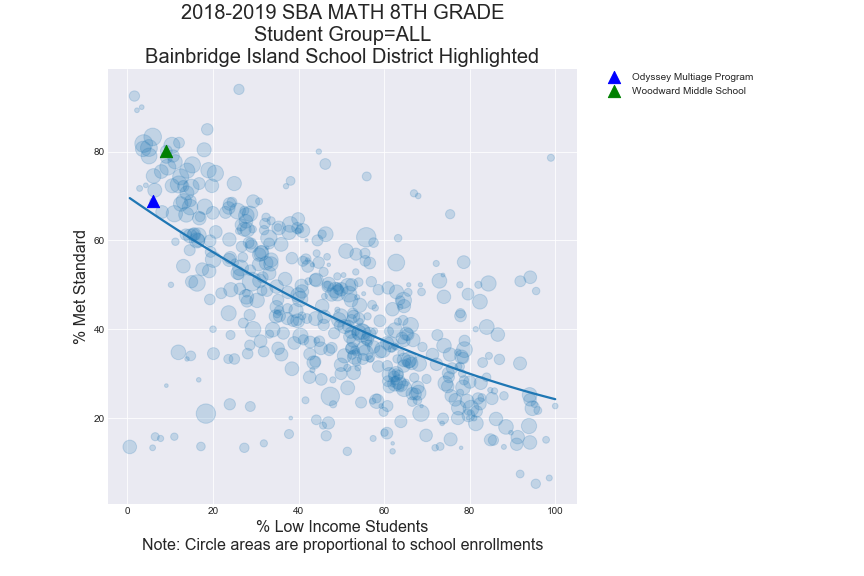 2018-2019 SBA MATH 8TH GRADE
Student Group=ALL
Bainbridge Island School District Highlighted
Odyssey Multiage Program
Woodward Middle School
% Met Standard
80
60
40
20
0 20 40 60 80 100
% Low Income Students
Note: Circle areas are proportional to school enrollments